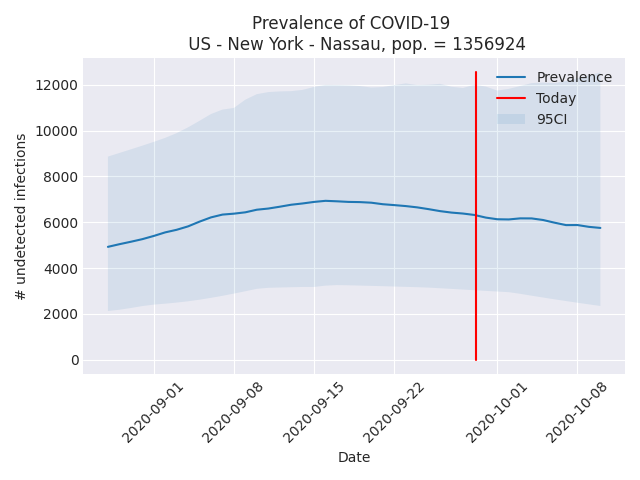 Prevalence of COVID-19
US - New York - Nassau, pop. = 1356924
12000
10000
8000
6000
4000
2000
0
# undetected infections
Prevalence
Today
95CI
2020-09-01
2020-09-08
2020-09-15
2020-09-22
2020-10-01
2020-10-08
Date